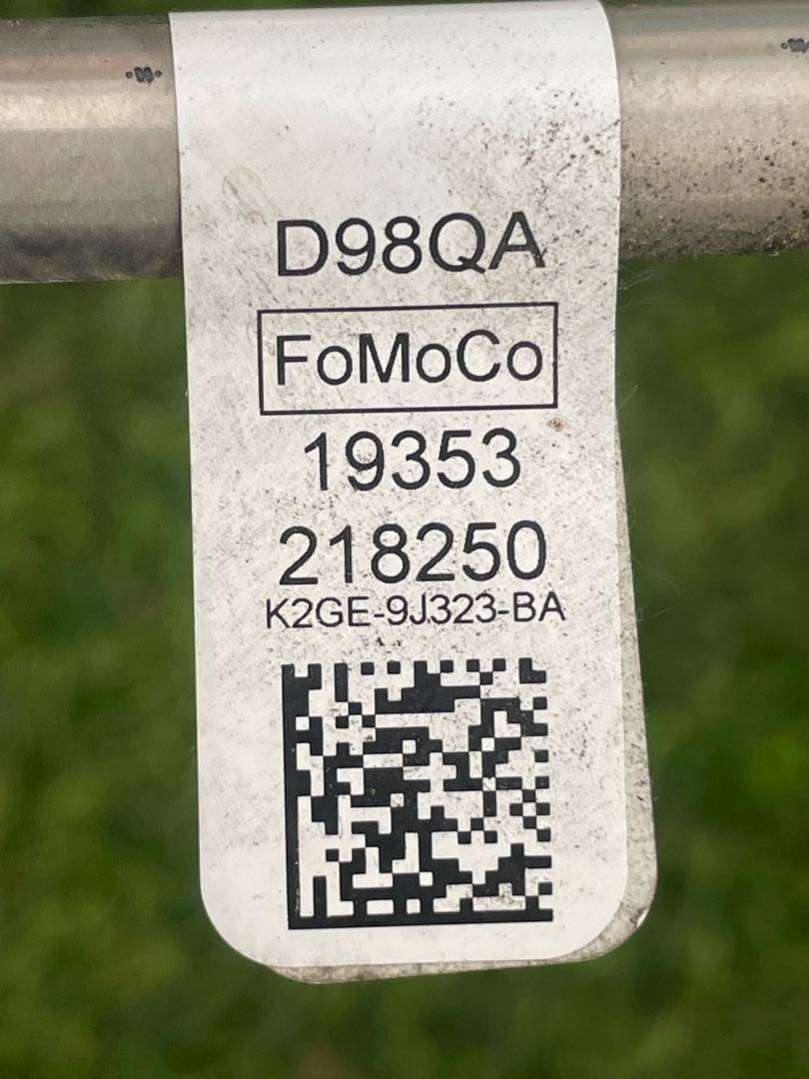 D98QA
FoMoCo
19353
218250
K2GE-9J323-BA